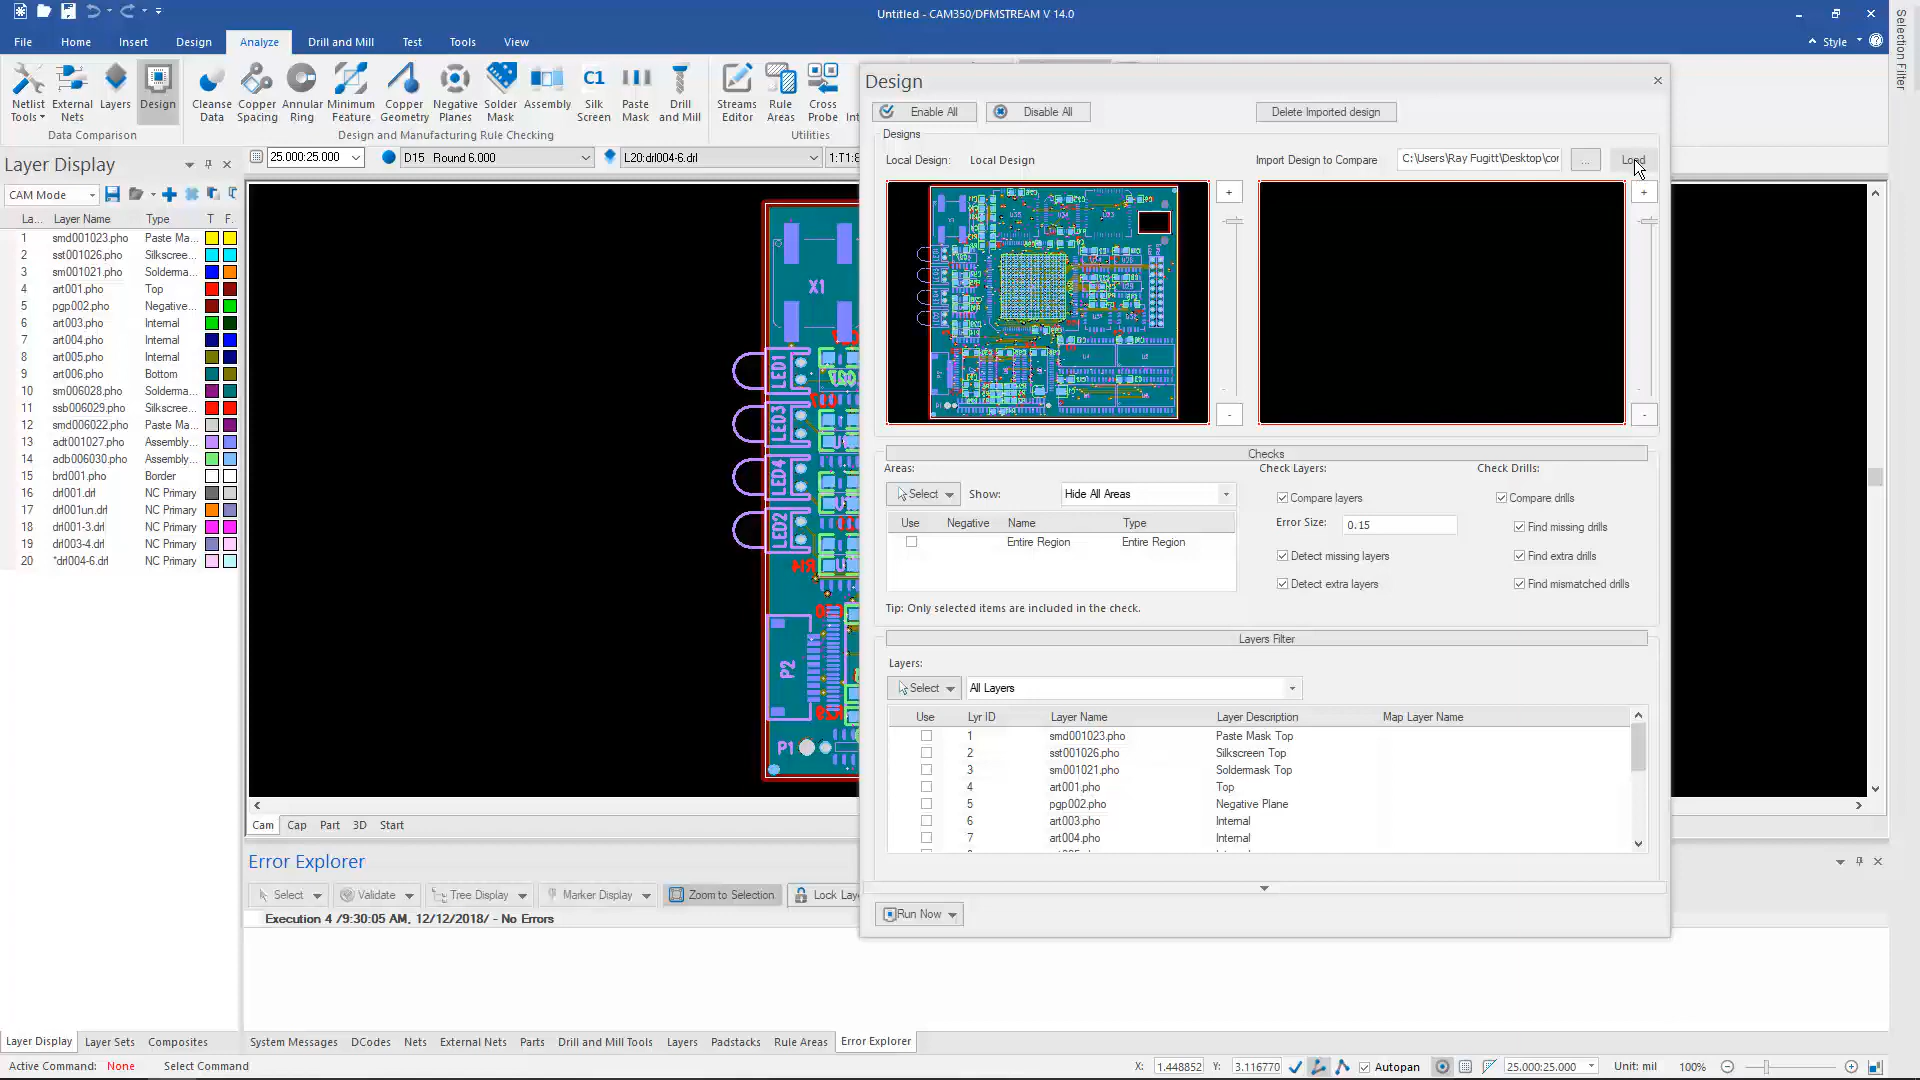 Untitled - CAM350/DFMSTREAM V 14.0
Selection Filter
File Home Insert Design Analyze Drill and Mill Test Tools View
Style
Netlist Tools External Nets Layers Design
Data Comparison
Cleanse Data Copper Spacing Annular Ring Minimum Feature Copper Geometry Negative Planes Solder Mask Assembly C1 Silk Screen Paste Mask Drill and Mill
Design and Manufacturing Rule Checking
Streams Editor Rule Areas Cross Probe
Utilities
25.000:25.000 D15 Round 6.000 L20:drl004-6.drl 1:T1:8
Layer Display
CAM Mode
La... Layer Name Type T F.
1 smd001023.pho Paste Ma...
2 sst001026.pho Silkscree...
3 sm001021.pho Soldema...
4 art001.pho Top
5 pgp002.pho Negative...
6 art003.pho Internal
7 art004.pho Internal
8 art005.pho Internal
9 art006.pho Bottom
10 sm006028.pho Soldema...
11 ssb006029.pho Silkscree...
12 smd006022.pho Paste Ma...
13 adt001027.pho Assembly...
14 adb006030.pho Assembly...
15 brd001.pho Border
16 drl001.drl NC Primary
17 drl001un.drl NC Primary
18 drl001-3.drl NC Primary
19 drl003-4.drl NC Primary
20 *drl004-6.drl NC Primary
X1
LED1
LED3
LED4
LED2
P2
P1
Cam Cap Part 3D Start
Design
Enable All Disable All Delete Imported design
Designs
Local Design: Local Design Import Design to Compare C:\Users\Ray Fugitt\Desktop\cor ... Load
+ +
- -
Checks
Areas: Check Layers: Check Drills:
Select Show: Hide All Areas
Use Negative Name Type
Entire Region Entire Region
Compare layers
Error Size: 0.15
Detect missing layers
Detect extra layers
Compare drills
Find missing drills
Find extra drills
Find mismatched drills
Tip: Only selected items are included in the check.
Layers Filter
Layers:
Select All Layers
Use Lyr ID Layer Name Layer Description Map Layer Name
1 smd001023.pho Paste Mask Top
2 sst001026.pho Silkscreen Top
3 sm001021.pho Soldemask Top
4 art001.pho Top
5 pgp002.pho Negative Plane
6 art003.pho Internal
7 art004.pho Internal
Run Now
Error Explorer
Select Validate Tree Display Marker Display Zoom to Selection Lock Laye
Execution 4 /9:30:05 AM, 12/12/2018/ - No Errors
Layer Display Layer Sets Composites
System Messages DCodes Nets External Nets Parts Drill and Mill Tools Layers Padstacks Rule Areas Error Explorer
Active Command: None Select Command
X: 1.448852 Y: 3.116770 Autopan 25.000:25.000 Unit: mil 100%